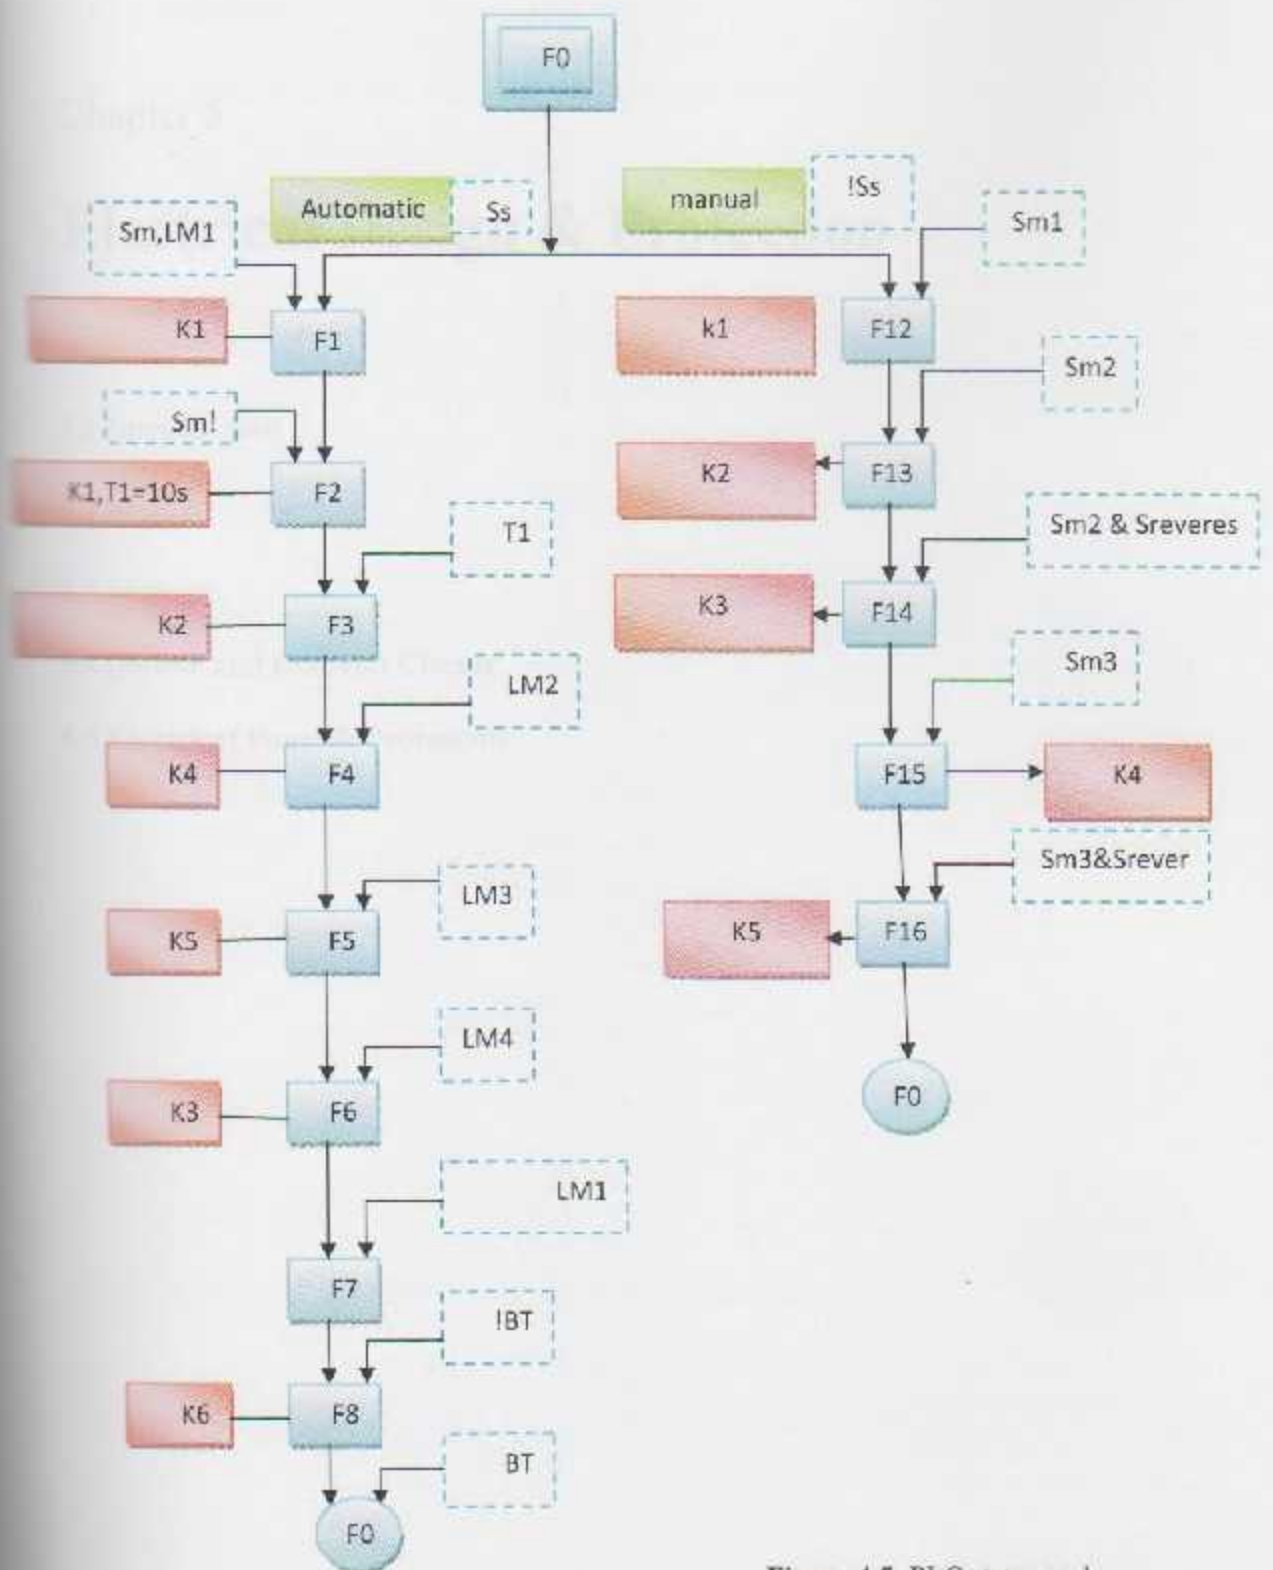 F0
Automatic
Ss
manual
!Ss
Sm,LM1
Sm1
K1
F1
k1
F12
Sm!
Sm2
K1,T1=10s
F2
K2
F13
T1
Sm2 & Sreveres
K2
F3
K3
F14
LM2
Sm3
K4
F4
F15
K4
LM3
Sm3&Srever
K5
F5
K5
F16
LM4
K3
F6
F0
LM1
F7
!BT
K6
F8
BT
F0
Chapter 5